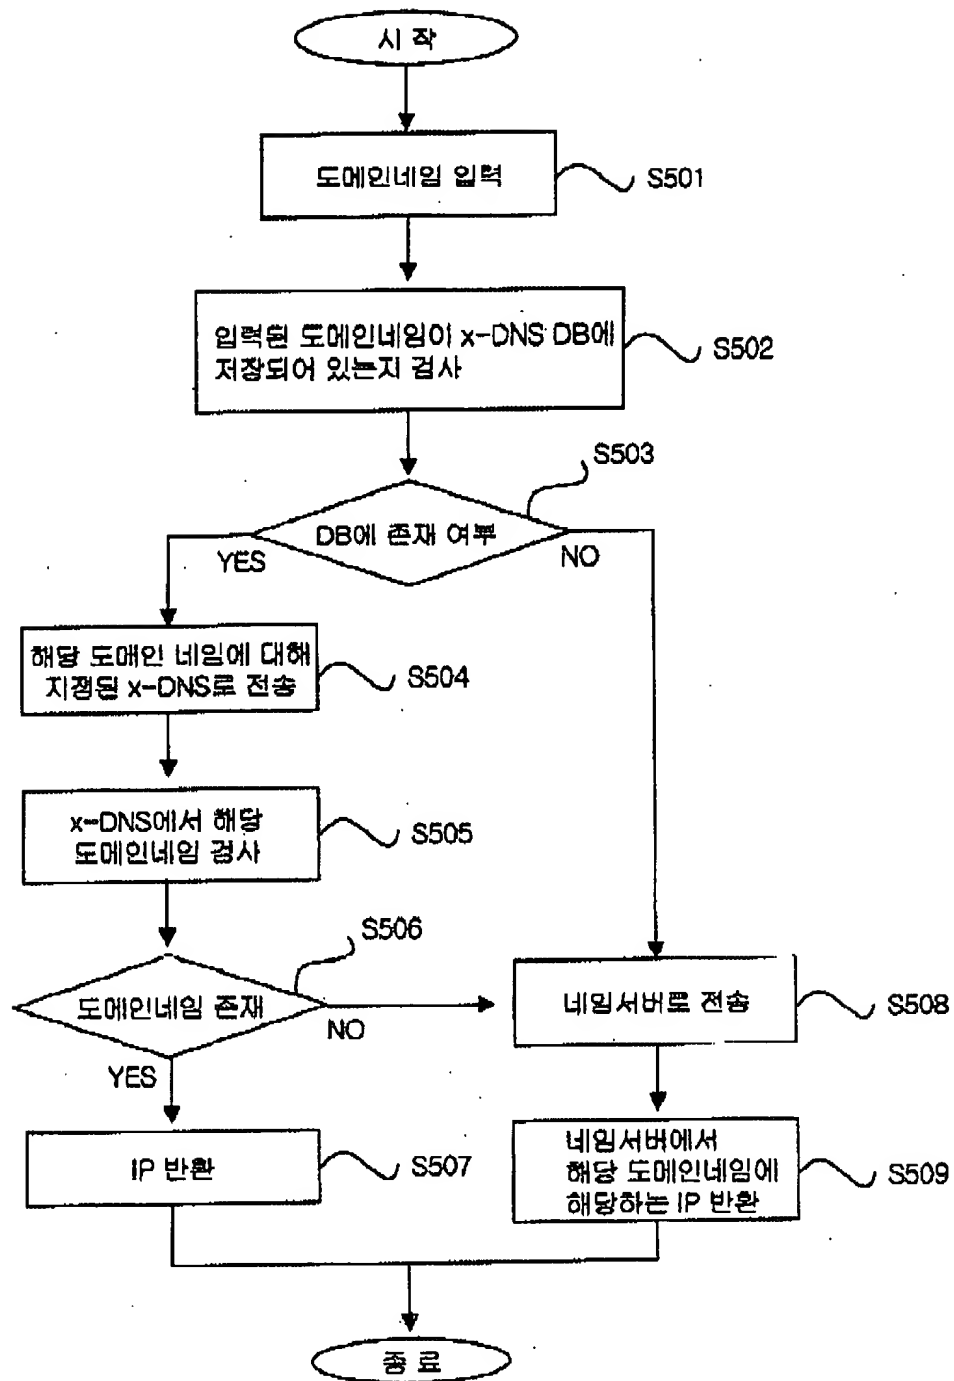 시 작
도메인네임 입력
S501
입력된 도메인네임이 x-DNS DB에
저장되어 있는지 검사
S502
S503
DB에 존재 여부
YES
NO
해당 도메인 네임에 대해
지정된 x-DNS로 전송
S504
x-DNS에서 해당
도메인네임 검사
S505
S506
도메인네임 존재
NO
YES
네임서버로 전송
S508
IP 반환
S507
네임서버에서
해당 도메인네임에
해당하는 IP 반환
S509
종 료